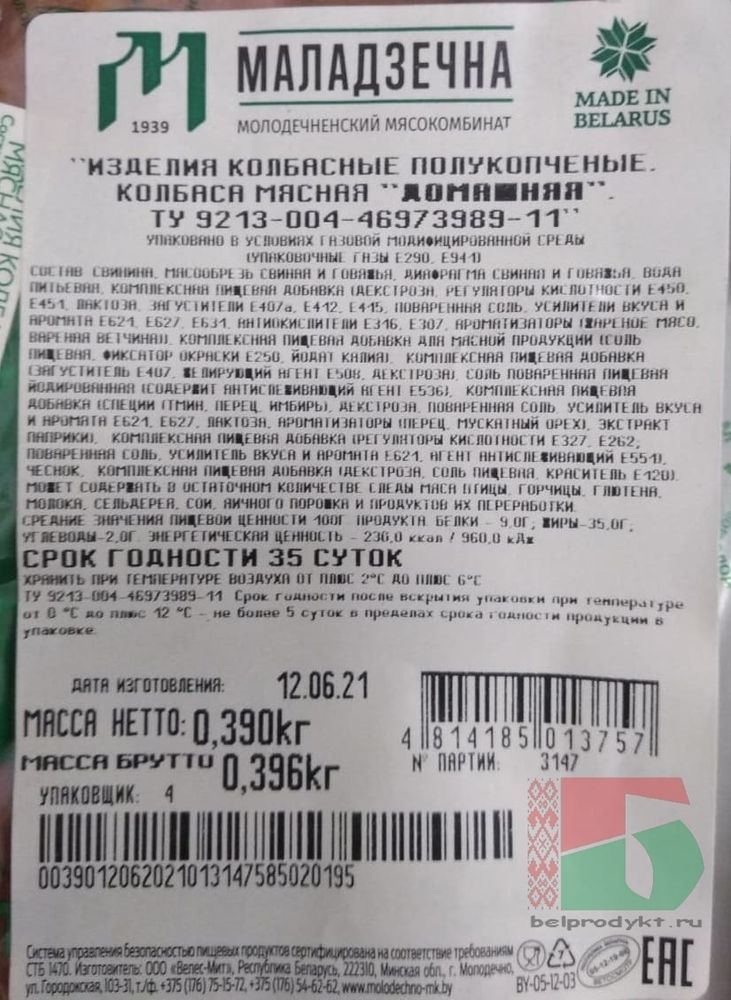 МАЛАДЗЕЧНА
1939
МОЛОДЕЧНЕНСКИЙ МЯСОКОМБИНАТ
MADE IN
BELARUS
"ИЗДЕЛИЯ КОЛБАСНЫЕ ПОЛУКОПЧЕНЫЕ.
КОЛБАСА МЯСНАЯ "ДОМАШНЯЯ".
ТУ 9213-004-46973989-11"
УПАКОВАНО В УСЛОВИЯХ ГАЗОВОЙ МОДИФИЦИРОВАННОЙ СРЕДЫ
(УПАКОВОЧНЫЕ ГАЗЫ Е290, Е941)
СОСТАВ СВИНИНА, МЯСООБРЕЗЬ СВИНАЯ И ГОВЯЖЬЯ, ДИАФРАГМА СВИНАЯ И ГОВЯЖЬЯ, ВОДА
ПИТЬЕВАЯ, КОМПЛЕКСНАЯ ПИЩЕВАЯ ДОБАВКА (ДЕКСТРОЗА, РЕГУЛЯТОРЫ КИСЛОТНОСТИ Е450,
Е451, ЛАКТОЗА, ЗАГУСТИТЕЛИ Е407а, Е412, Е415, ПОВАРЕННАЯ СОЛЬ, УСИЛИТЕЛИ ВКУСА И
АРОМАТА Е621, Е627, Е631, АНТИОКИСЛИТЕЛИ Е316, Е307, АРОМАТИЗАТОРЫ (ЖАРЕНОЕ МЯСО,
ВАРЕНАЯ ВЕТЧИНА)), КОМПЛЕКСНАЯ ПИЩЕВАЯ ДОБАВКА ДЛЯ МЯСНОЙ ПРОДУКЦИИ (СОЛЬ
ПИЩЕВАЯ, ФИКСАТОР ОКРАСКИ Е250, ЙОДАТ КАЛИЯ), КОМПЛЕКСНАЯ ПИЩЕВАЯ ДОБАВКА
(ЗАГУСТИТЕЛЬ Е407, ЖЕЛИРУЮЩИЙ АГЕНТ Е508, ДЕКСТРОЗА), СОЛЬ ПОВАРЕННАЯ ПИЩЕВАЯ
ЙОДИРОВАННАЯ (СОДЕРЖИТ АНТИСЛЕЖИВАЮЩИЙ АГЕНТ Е536), КОМПЛЕКСНАЯ ПИЩЕВАЯ
ДОБАВКА (СПЕЦИИ (ТМИН, ПЕРЕЦ, ИМБИРЬ), ДЕКСТРОЗА, ПОВАРЕННАЯ СОЛЬ, УСИЛИТЕЛЬ ВКУСА
И АРОМАТА Е621, Е627, ЛАКТОЗА, АРОМАТИЗАТОРЫ (ПЕРЕЦ, МУСКАТНЫЙ ОРЕХ), ЭКСТРАКТ
ПАПРИКИ), КОМПЛЕКСНАЯ ПИЩЕВАЯ ДОБАВКА (РЕГУЛЯТОРЫ КИСЛОТНОСТИ Е327, Е262,
ПОВАРЕННАЯ СОЛЬ, УСИЛИТЕЛЬ ВКУСА И АРОМАТА Е621, АГЕНТ АНТИСЛЕЖИВАЮЩИЙ Е551),
ЧЕСНОК, КОМПЛЕКСНАЯ ПИЩЕВАЯ ДОБАВКА (ДЕКСТРОЗА, СОЛЬ ПИЩЕВАЯ, КРАСИТЕЛЬ Е120).
МОЖЕТ СОДЕРЖАТЬ В ОСТАТОЧНОМ КОЛИЧЕСТВЕ СЛЕДЫ МЯСА ПТИЦЫ, ГОРЧИЦЫ, ГЛЮТЕНА,
МОЛОКА, СЕЛЬДЕРЕЯ, СОИ, ЯИЧНОГО ПОРОШКА И ПРОДУКТОВ ИХ ПЕРЕРАБОТКИ.
СРЕДНИЕ ЗНАЧЕНИЯ ПИЩЕВОЙ ЦЕННОСТИ 100Г ПРОДУКТА: БЕЛКИ - 9,0Г; ЖИРЫ-35,0Г;
УГЛЕВОДЫ-2,0Г. ЭНЕРГЕТИЧЕСКАЯ ЦЕННОСТЬ - 230,0 ккал / 960,0 кДж
СРОК ГОДНОСТИ 35 СУТОК
ХРАНИТЬ ПРИ ТЕМПЕРАТУРЕ ВОЗДУХА ОТ ПЛЮС 2°С ДО ПЛЮС 6°С
ТУ 9213-004-46973989-11 Срок годности после вскрытия упаковки при температуре
от 0 °С до плюс 12 °С - не более 5 суток в пределах срока годности продукции в
упаковке.
ДАТА ИЗГОТОВЛЕНИЯ: 12.06.21
МАССА НЕТТО: 0,390кг
МАССА БРУТТО 0,396кг
УПАКОВЩИК: 4
4 814185 013757
N° ПАРТИИ: 3147
0039012062021013147585020195
belprodykt.ru
Система управления безопасностью пищевых продуктов сертифицирована на соответствие требованиям
СТБ 1470. Изготовитель: ООО «Велес-Мит», Республика Беларусь, 222310, Минская обл., г. Молодечно,
ул. Городокская, 103-31, т./ф. +375 (176) 75-15-72, +375 (176) 54-62-62, www.molodechno-mk.by
BY-05-12-03
ЕАС